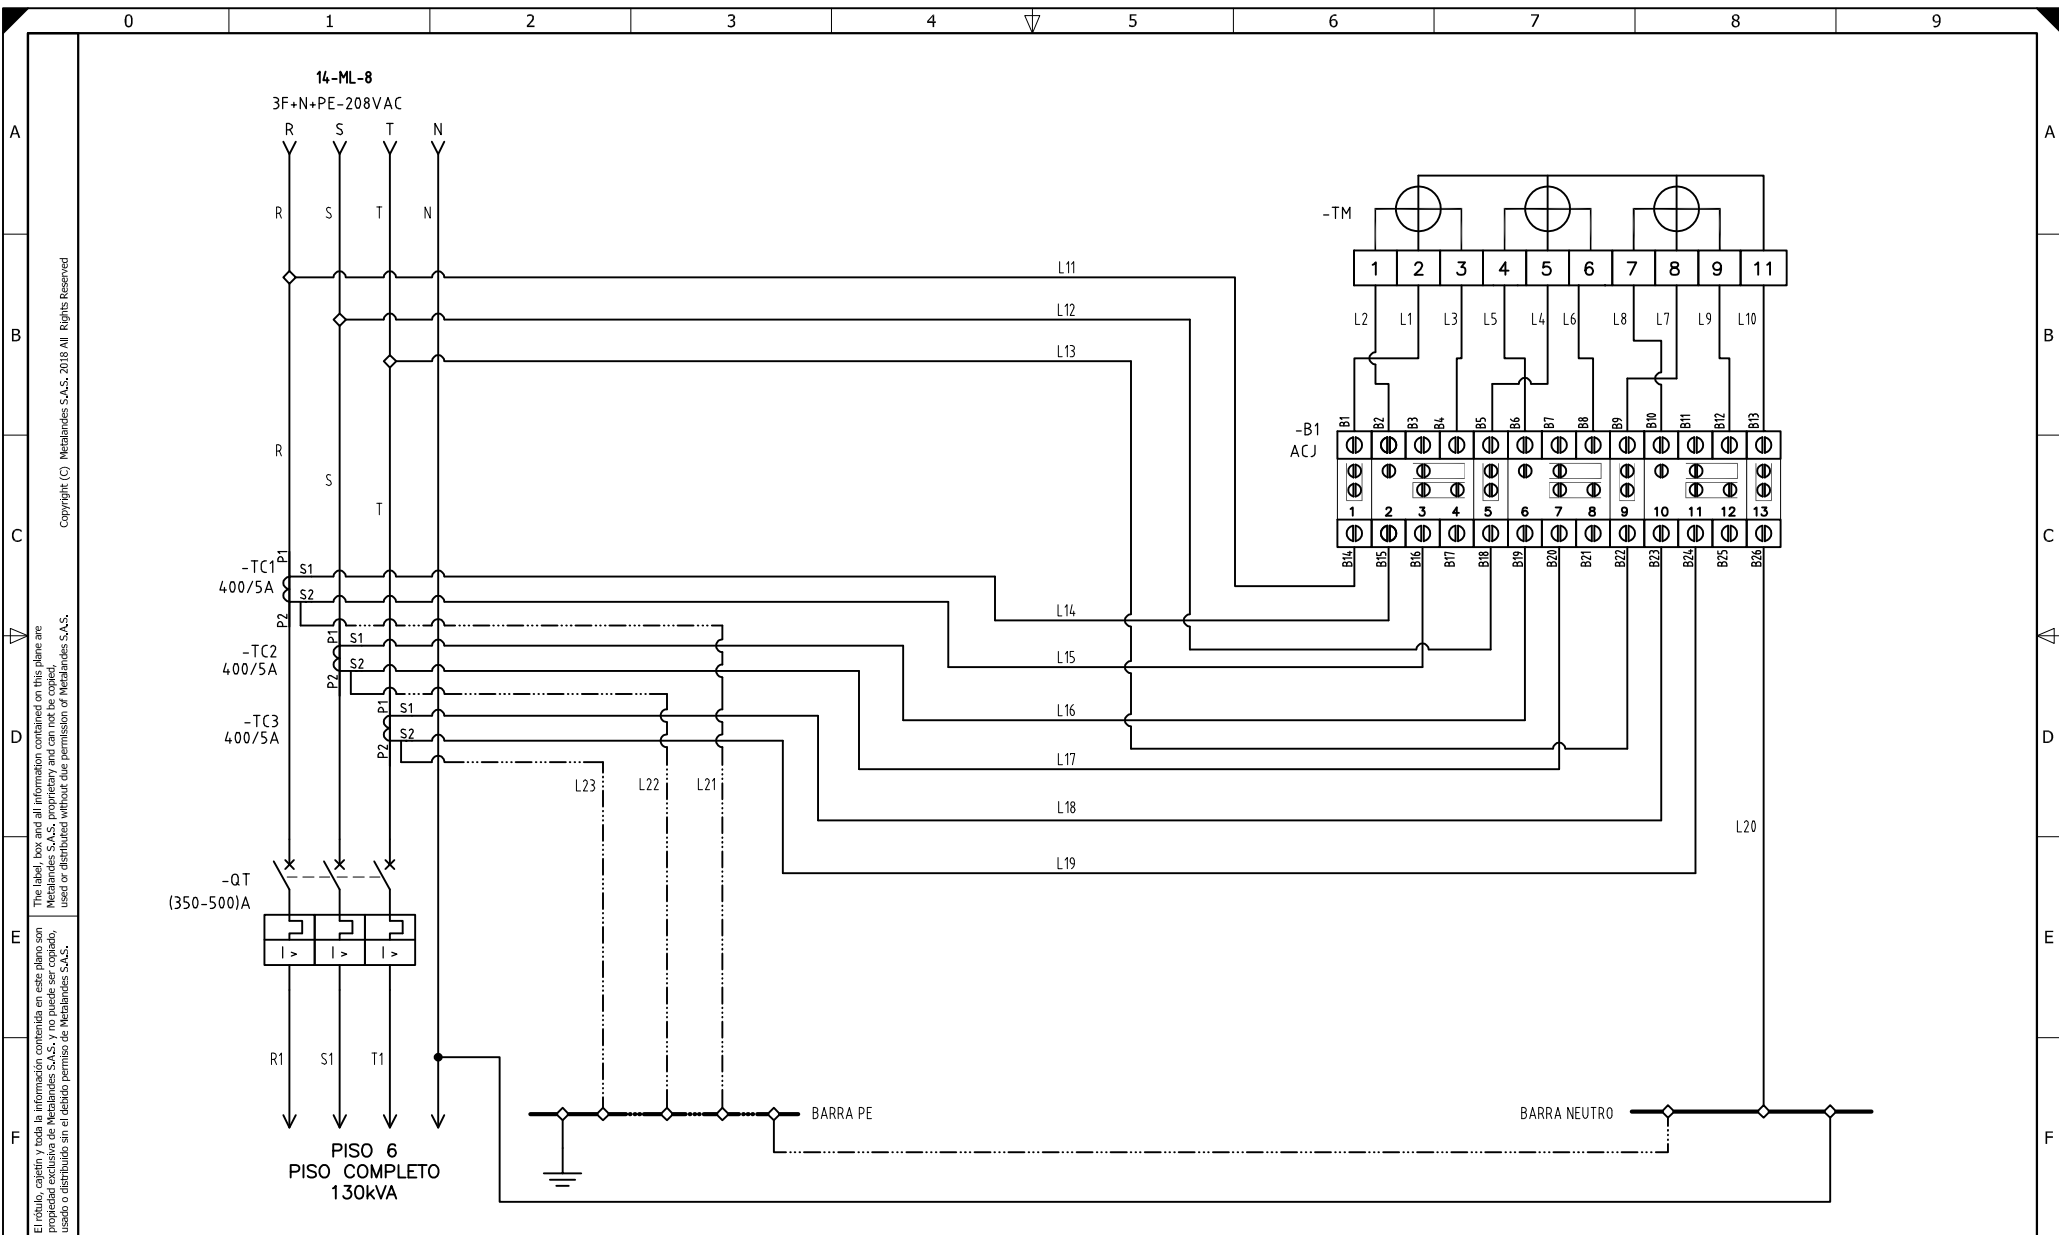 0 1 2 3 4 5 6 7 8 9
14-ML-8
3F+N+PE-208VAC
R S T N
A A
R S T N
-TM
1 2 3 4 5 6 7 8 9 11
L11
L12
L13
L2 L1 L3 L5 L4 L6 L8 L7 L9 L10
B B
-B1
ACJ
B1 B2 B3 B4 B5 B6 B7 B8 B9 B10 B11 B12 B13
R
S
T
1 2 3 4 5 6 7 8 9 10 11 12 13
C C
B14 B15 B16 B17 B18 B19 B20 B21 B22 B23 B24 B25 B26
-TC1
400/5A
P1
S1
S2
P2
L14
-TC2
400/5A
P1
S1
S2
P2
L15
-TC3
400/5A
P1
S1
S2
P2
L16
D D
L17
L23 L22 L21
L18
L20
L19
-QT
(350-500)A
I > I > I >
E E
R1 S1 T1
BARRA PE
BARRA NEUTRO
F F
PISO 6
PISO COMPLETO
130kVA
Copyright (C) Metalandes S.A.S. 2018 All Rights Reserved
The label, box and all information contained on this plane are
Metalandes S.A.S. proprietary and can not be copied,
used or distributed without due permission of Metalandes S.A.S.
El rótulo, cajetín y toda la información contenida en este plano son
propiedad exclusiva de Metalandes S.A.S. y no puede ser copiado,
usado o distribuido sin el debido permiso de Metalandes S.A.S.